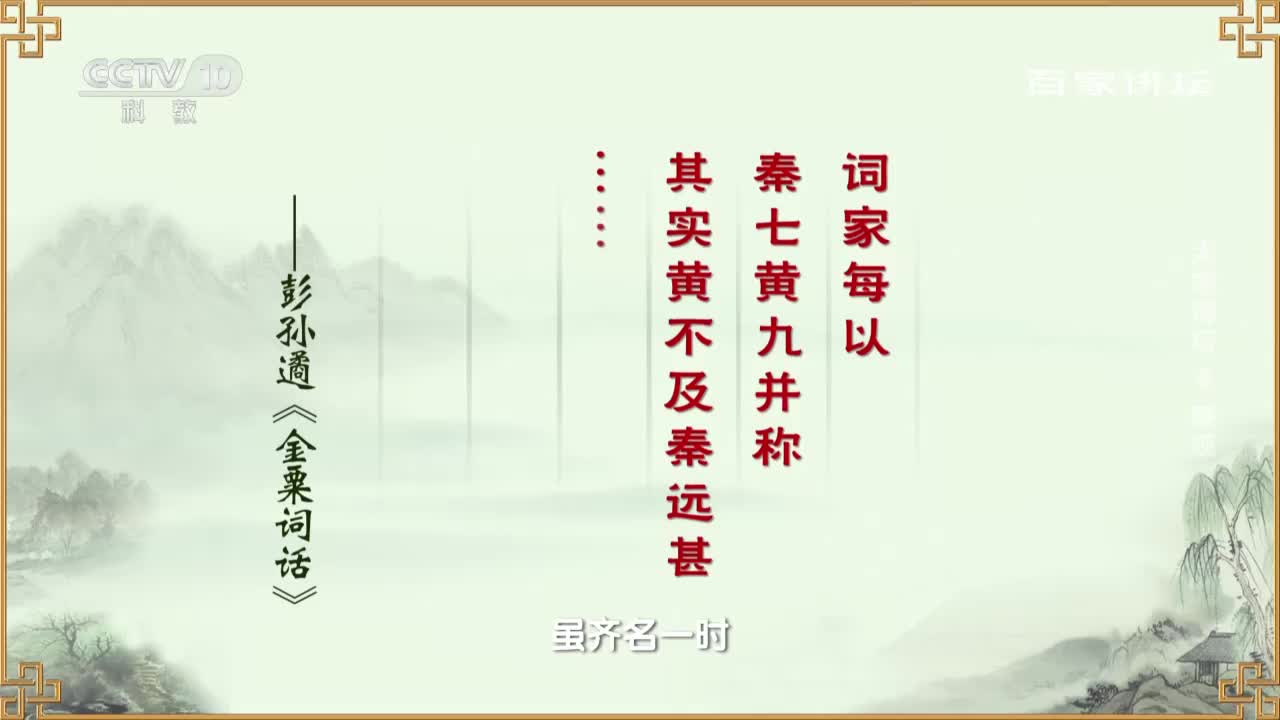 CCTV 10
科教
百家讲坛
词家每以
秦七黄九并称
其实黄不及秦远甚
……
——彭孙遹《金粟词话》
虽齐名一时